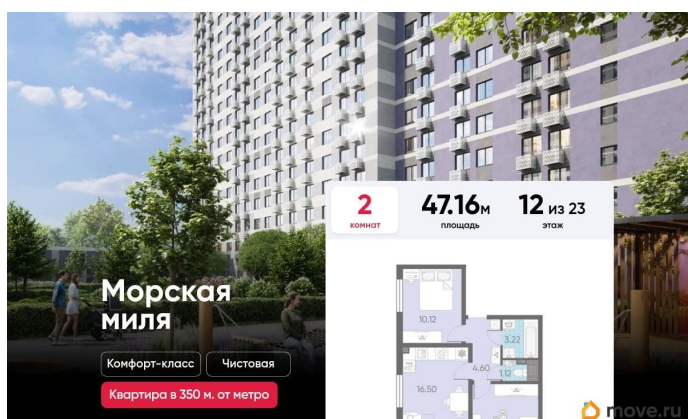 2
комнат
47.16м
площадь
12 из 23
этаж
Морская
миля
Комфорт-класс
Чистовая
Квартира в 350 м. от метро
10.12
3.22
4.60
1.12
16.50
move.ru